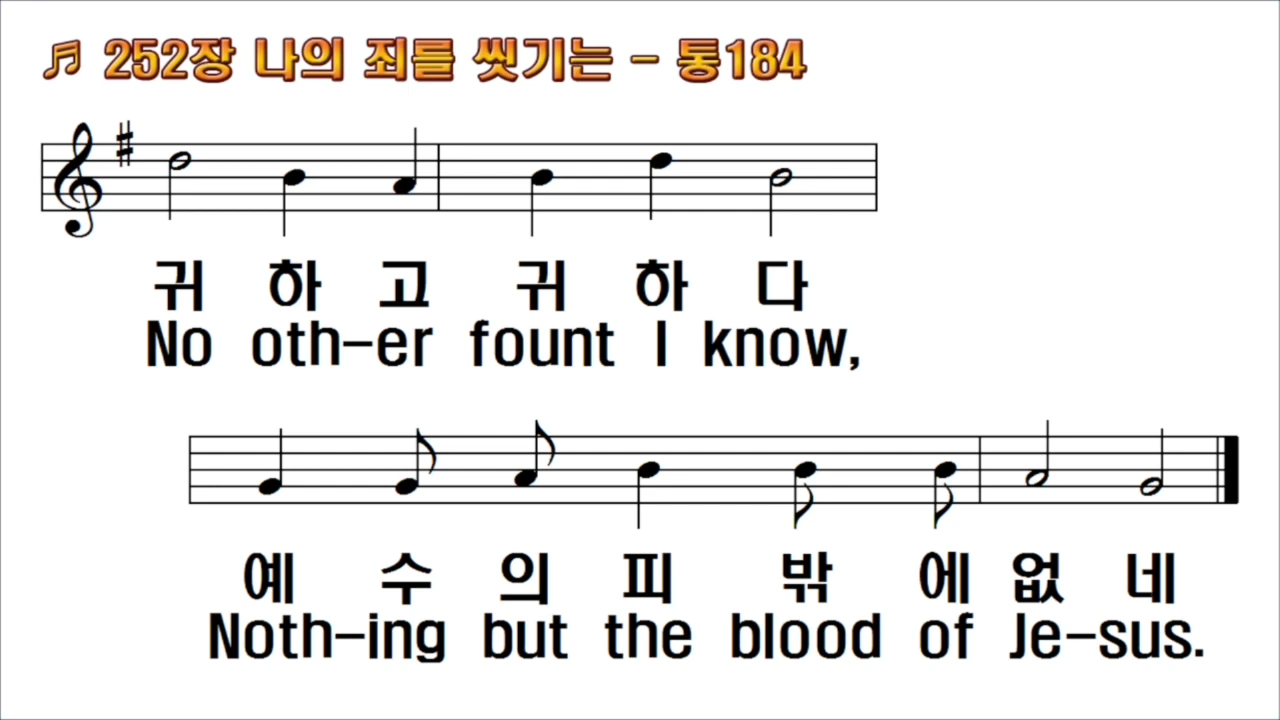 252장 나의 죄를 씻기는 - 통184
귀 하 고 귀 하 다
No oth-er fount I know,
예 수 의 피 밖 에 없 네
Noth-ing but the blood of Je-sus.